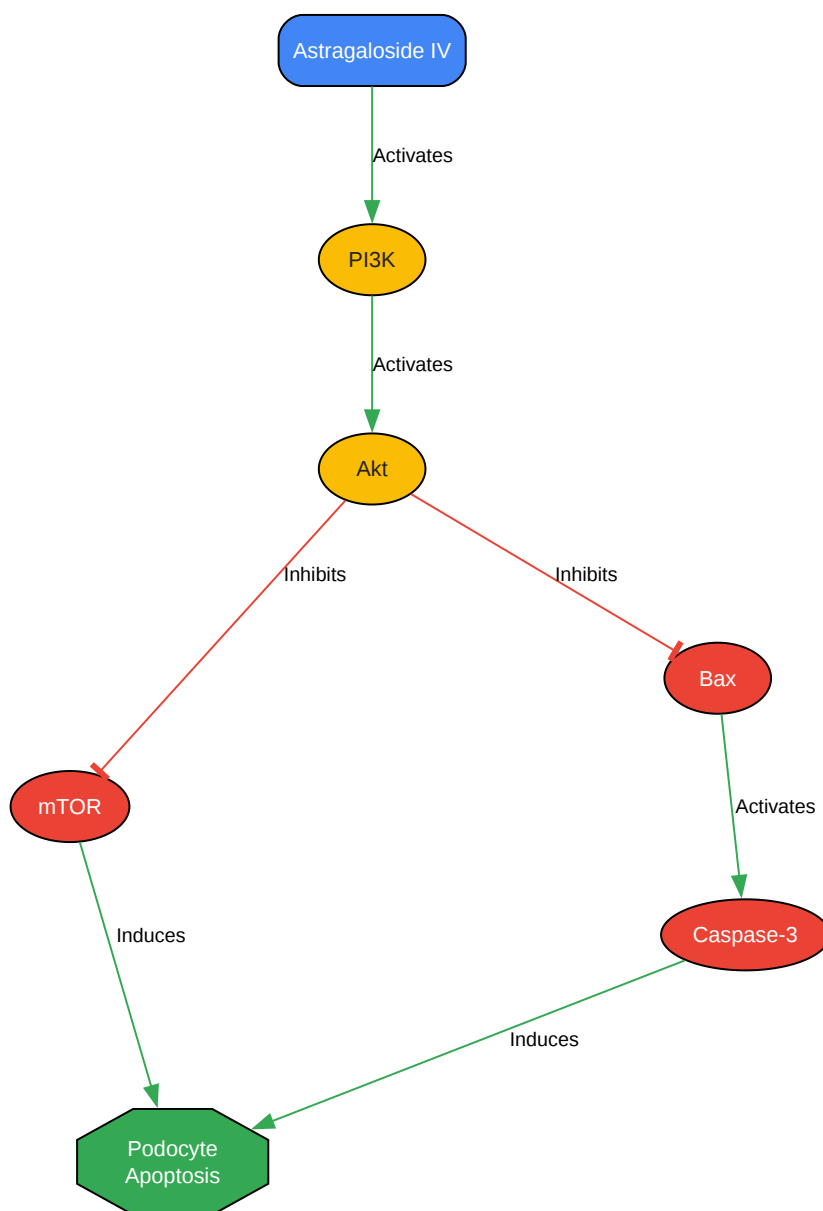 Astragaloside IV
Activates
PI3K
Activates
Akt
Inhibits
Inhibits
Bax
mTOR
Activates
Caspase-3
Induces
Induces
Podocyte
Apoptosis